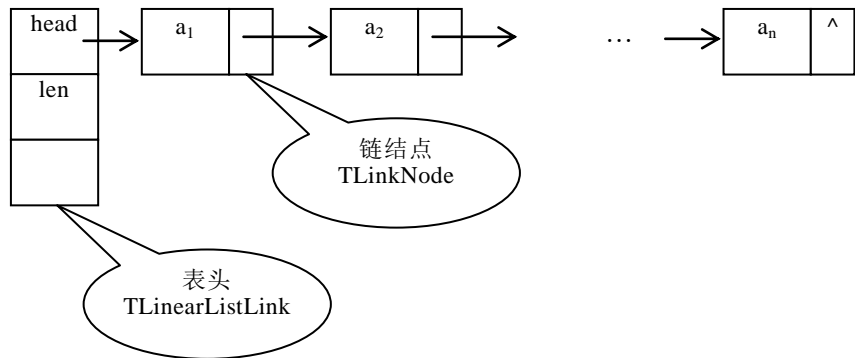 head
a₁
a₂
…
aₙ
^
len
链结点
TLinkNode
表头
TLinearListLink